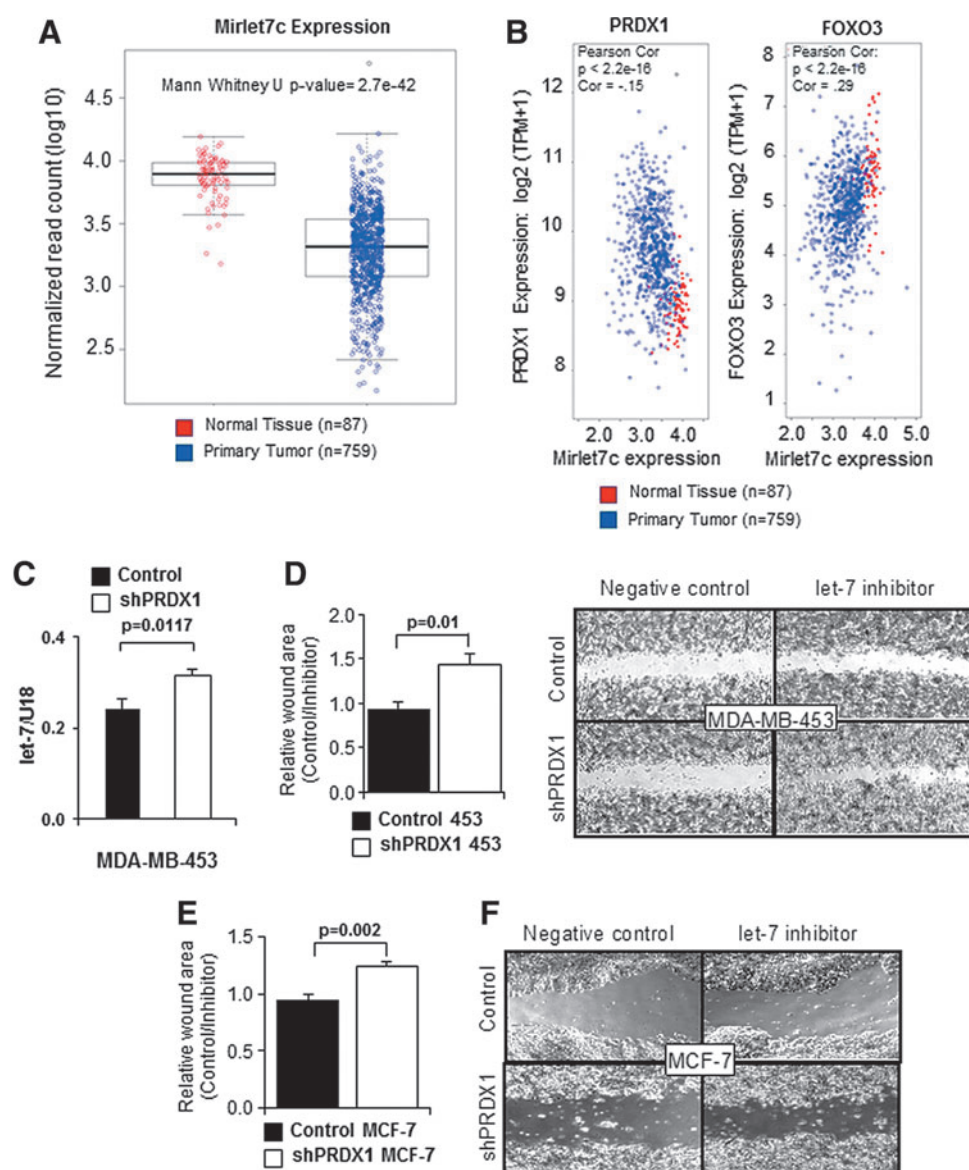 A
Mirlet7c Expression
Mann Whitney U p-value= 2.7e-42
Normalized read count (log10)
4.5
4.0
3.5
3.0
2.5
Normal Tissue (n=87)
Primary Tumor (n=759)
B
PRDX1
Pearson Cor
p < 2.2e-16
Cor = -.15
PRDX1 Expression: log2 (TPM+1)
12
11
10
9
8
2.0 3.0 4.0
Mirlet7c expression
FOXO3
Pearson Cor:
p < 2.2e-16
Cor = .29
FOXO3 Expression: log2 (TPM+1)
8
7
6
5
4
3
2
1
2.0 3.0 4.0 5.0
Mirlet7c expression
Normal Tissue (n=87)
Primary Tumor (n=759)
C
Control
shPRDX1
p=0.0117
let-7/U18
0.4
0.2
0.0
MDA-MB-453
D
p=0.01
Relative wound area
(Control/Inhibitor)
2.0
1.5
1.0
0.5
0.0
Control 453
shPRDX1 453
Negative control let-7 inhibitor
Control
MDA-MB-453
shPRDX1
E
p=0.002
Relative wound area
(Control/Inhibitor)
1.5
1.0
0.5
0.0
Control MCF-7
shPRDX1 MCF-7
F
Negative control let-7 inhibitor
Control
MCF-7
shPRDX1